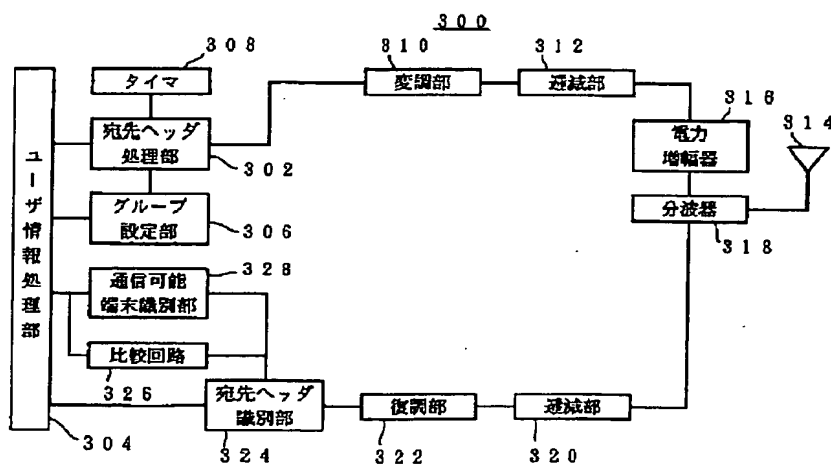 300
308
タイマ
宛先ヘッダ
処理部
302
グループ
設定部
306
328
通信可能
端末識別部
比較回路
326
宛先ヘッダ
識別部
324
ユーザ情報処理部
304
810
変調部
312
逓減部
316
電力
増幅器
314
分波器
318
復調部
322
逓減部
320